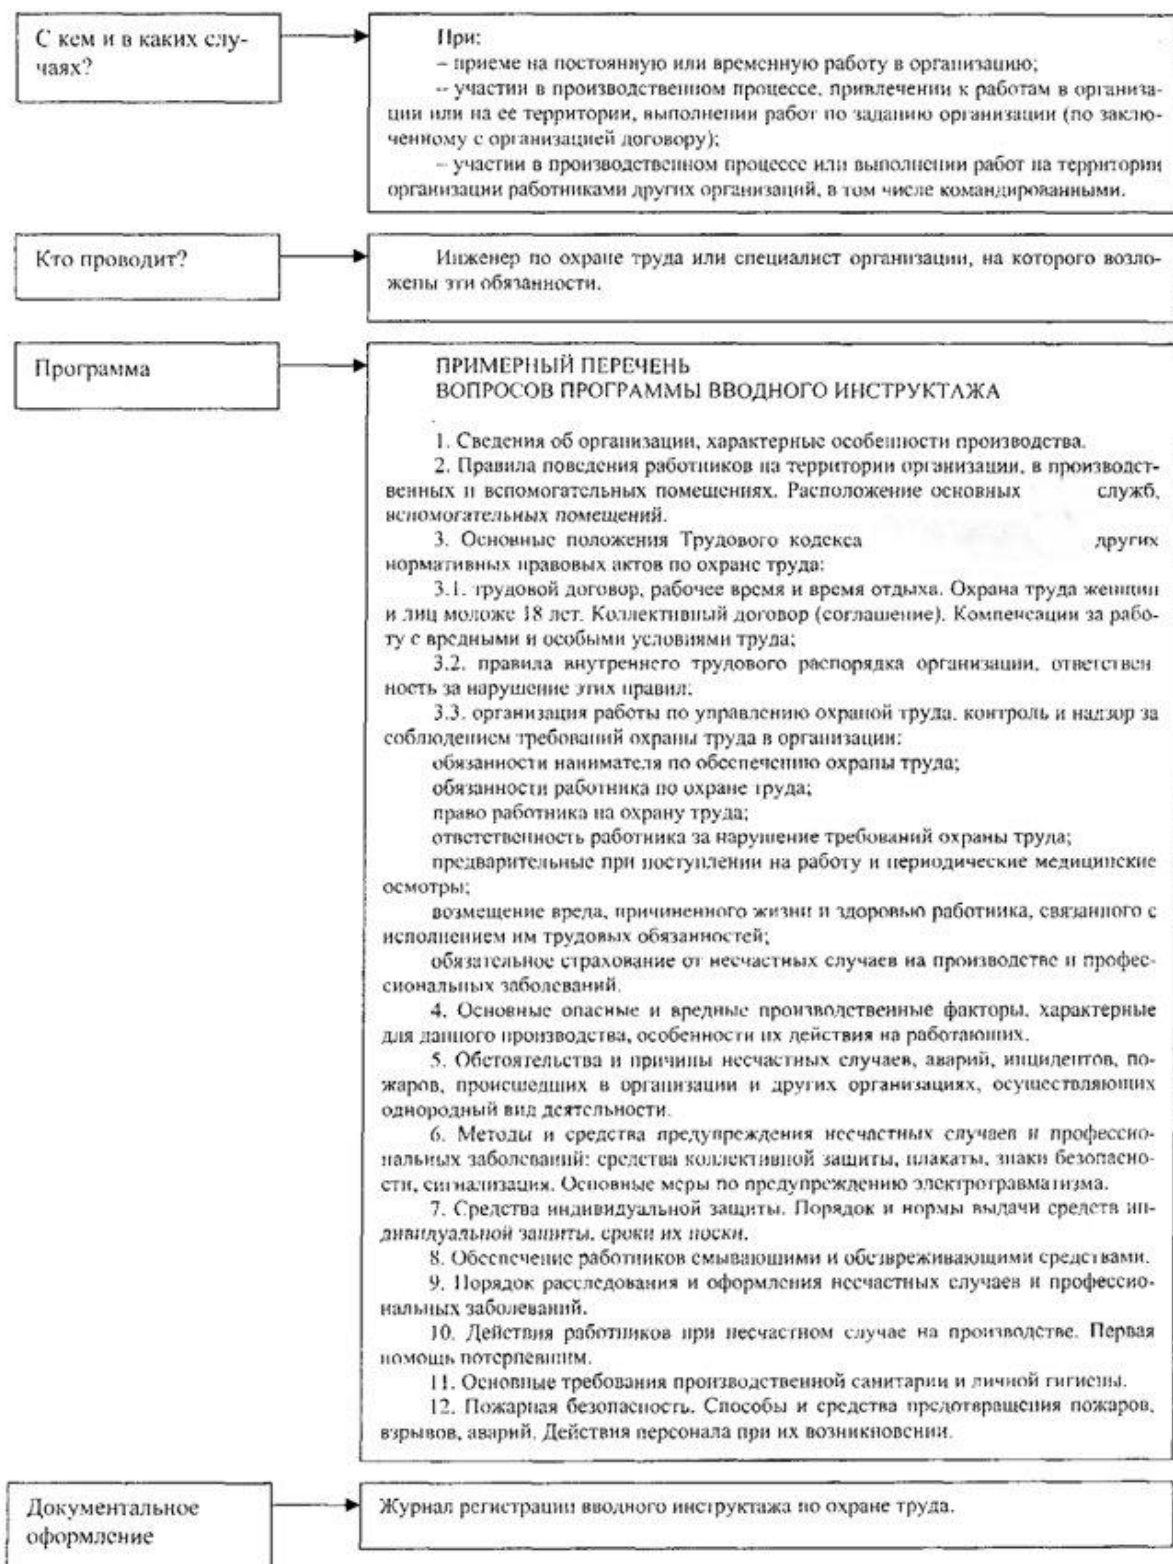 С кем и в каких слу-
чаях?
При:
– приеме на постоянную или временную работу в организацию;
– участии в производственном процессе, привлечении к работам в организа-
ции или на ее территории, выполнении работ по заданию организации (по заклю-
ченному с организацией договору);
– участии в производственном процессе или выполнении работ на территории
организации работниками других организаций, в том числе командированными.
Кто проводит?
Инженер по охране труда или специалист организации, на которого возло-
жены эти обязанности.
Программа
ПРИМЕРНЫЙ ПЕРЕЧЕНЬ
ВОПРОСОВ ПРОГРАММЫ ВВОДНОГО ИНСТРУКТАЖА
1. Сведения об организации, характерные особенности производства.
2. Правила поведения работников на территории организации, в производст-
венных и вспомогательных помещениях. Расположение основных служб,
вспомогательных помещений.
3. Основные положения Трудового кодекса других
нормативных правовых актов по охране труда:
3.1. трудовой договор, рабочее время и время отдыха. Охрана труда женщин
и лиц моложе 18 лет. Коллективный договор (соглашение). Компенсации за рабо-
ту с вредными и особыми условиями труда;
3.2. правила внутреннего трудового распорядка организации, ответствен
ность за нарушение этих правил;
3.3. организация работы по управлению охраной труда, контроль и надзор за
соблюдением требований охраны труда в организации:
обязанности нанимателя по обеспечению охраны труда;
обязанности работника по охране труда;
право работника на охрану труда;
ответственность работника за нарушение требований охраны труда;
предварительные при поступлении на работу и периодические медицинские
осмотры;
возмещение вреда, причиненного жизни и здоровью работника, связанного с
исполнением им трудовых обязанностей;
обязательное страхование от несчастных случаев на производстве и профес-
сиональных заболеваний.
4. Основные опасные и вредные производственные факторы, характерные
для данного производства, особенности их действия на работающих.
5. Обстоятельства и причины несчастных случаев, аварий, инцидентов, по-
жаров, происшедших в организации и других организациях, осуществляющих
однородный вид деятельности.
6. Методы и средства предупреждения несчастных случаев и профессио-
нальных заболеваний: средства коллективной защиты, плакаты, знаки безопасно-
сти, сигнализация. Основные меры по предупреждению электротравматизма.
7. Средства индивидуальной защиты. Порядок и нормы выдачи средств ин-
дивидуальной защиты, сроки их носки.
8. Обеспечение работников смывающими и обезвреживающими средствами.
9. Порядок расследования и оформления несчастных случаев и профессио-
нальных заболеваний.
10. Действия работников при несчастном случае на производстве. Первая
помощь потерпевшим.
11. Основные требования производственной санитарии и личной гигиены.
12. Пожарная безопасность. Способы и средства предотвращения пожаров,
взрывов, аварий. Действия персонала при их возникновении.
Документальное
оформление
Журнал регистрации вводного инструктажа по охране труда.